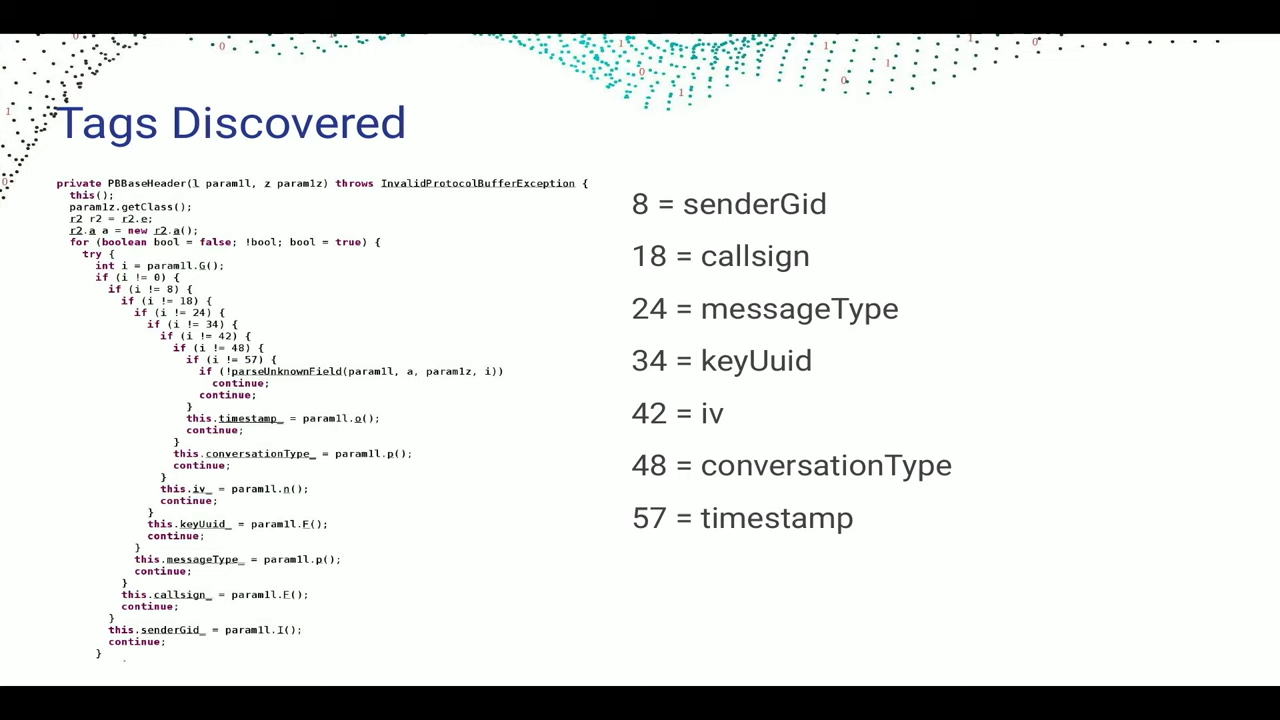 Tags Discovered
private PBBaseHeader(l param1l, z param1z) throws InvalidProtocolBufferException {
this();
param1z.getClass();
r2 r2 = r2.e;
r2.a a = new r2.a();
for (boolean bool = false; !bool; bool = true) {
try {
int i = param1l.G();
if (i != 0) {
if (i != 8) {
if (i != 18) {
if (i != 24) {
if (i != 34) {
if (i != 42) {
if (i != 48) {
if (i != 57) {
if (!parseUnknownField(param1l, a, param1z, i))
continue;
continue;
}
this.timestamp_ = param1l.o();
continue;
}
this.conversationType_ = param1l.p();
continue;
}
this.iv_ = param1l.n();
continue;
}
this.keyUuid_ = param1l.F();
continue;
}
this.messageType_ = param1l.p();
continue;
}
this.callsign_ = param1l.F();
continue;
}
this.senderGid_ = param1l.I();
continue;
}
8 = senderGid
18 = callsign
24 = messageType
34 = keyUuid
42 = iv
48 = conversationType
57 = timestamp